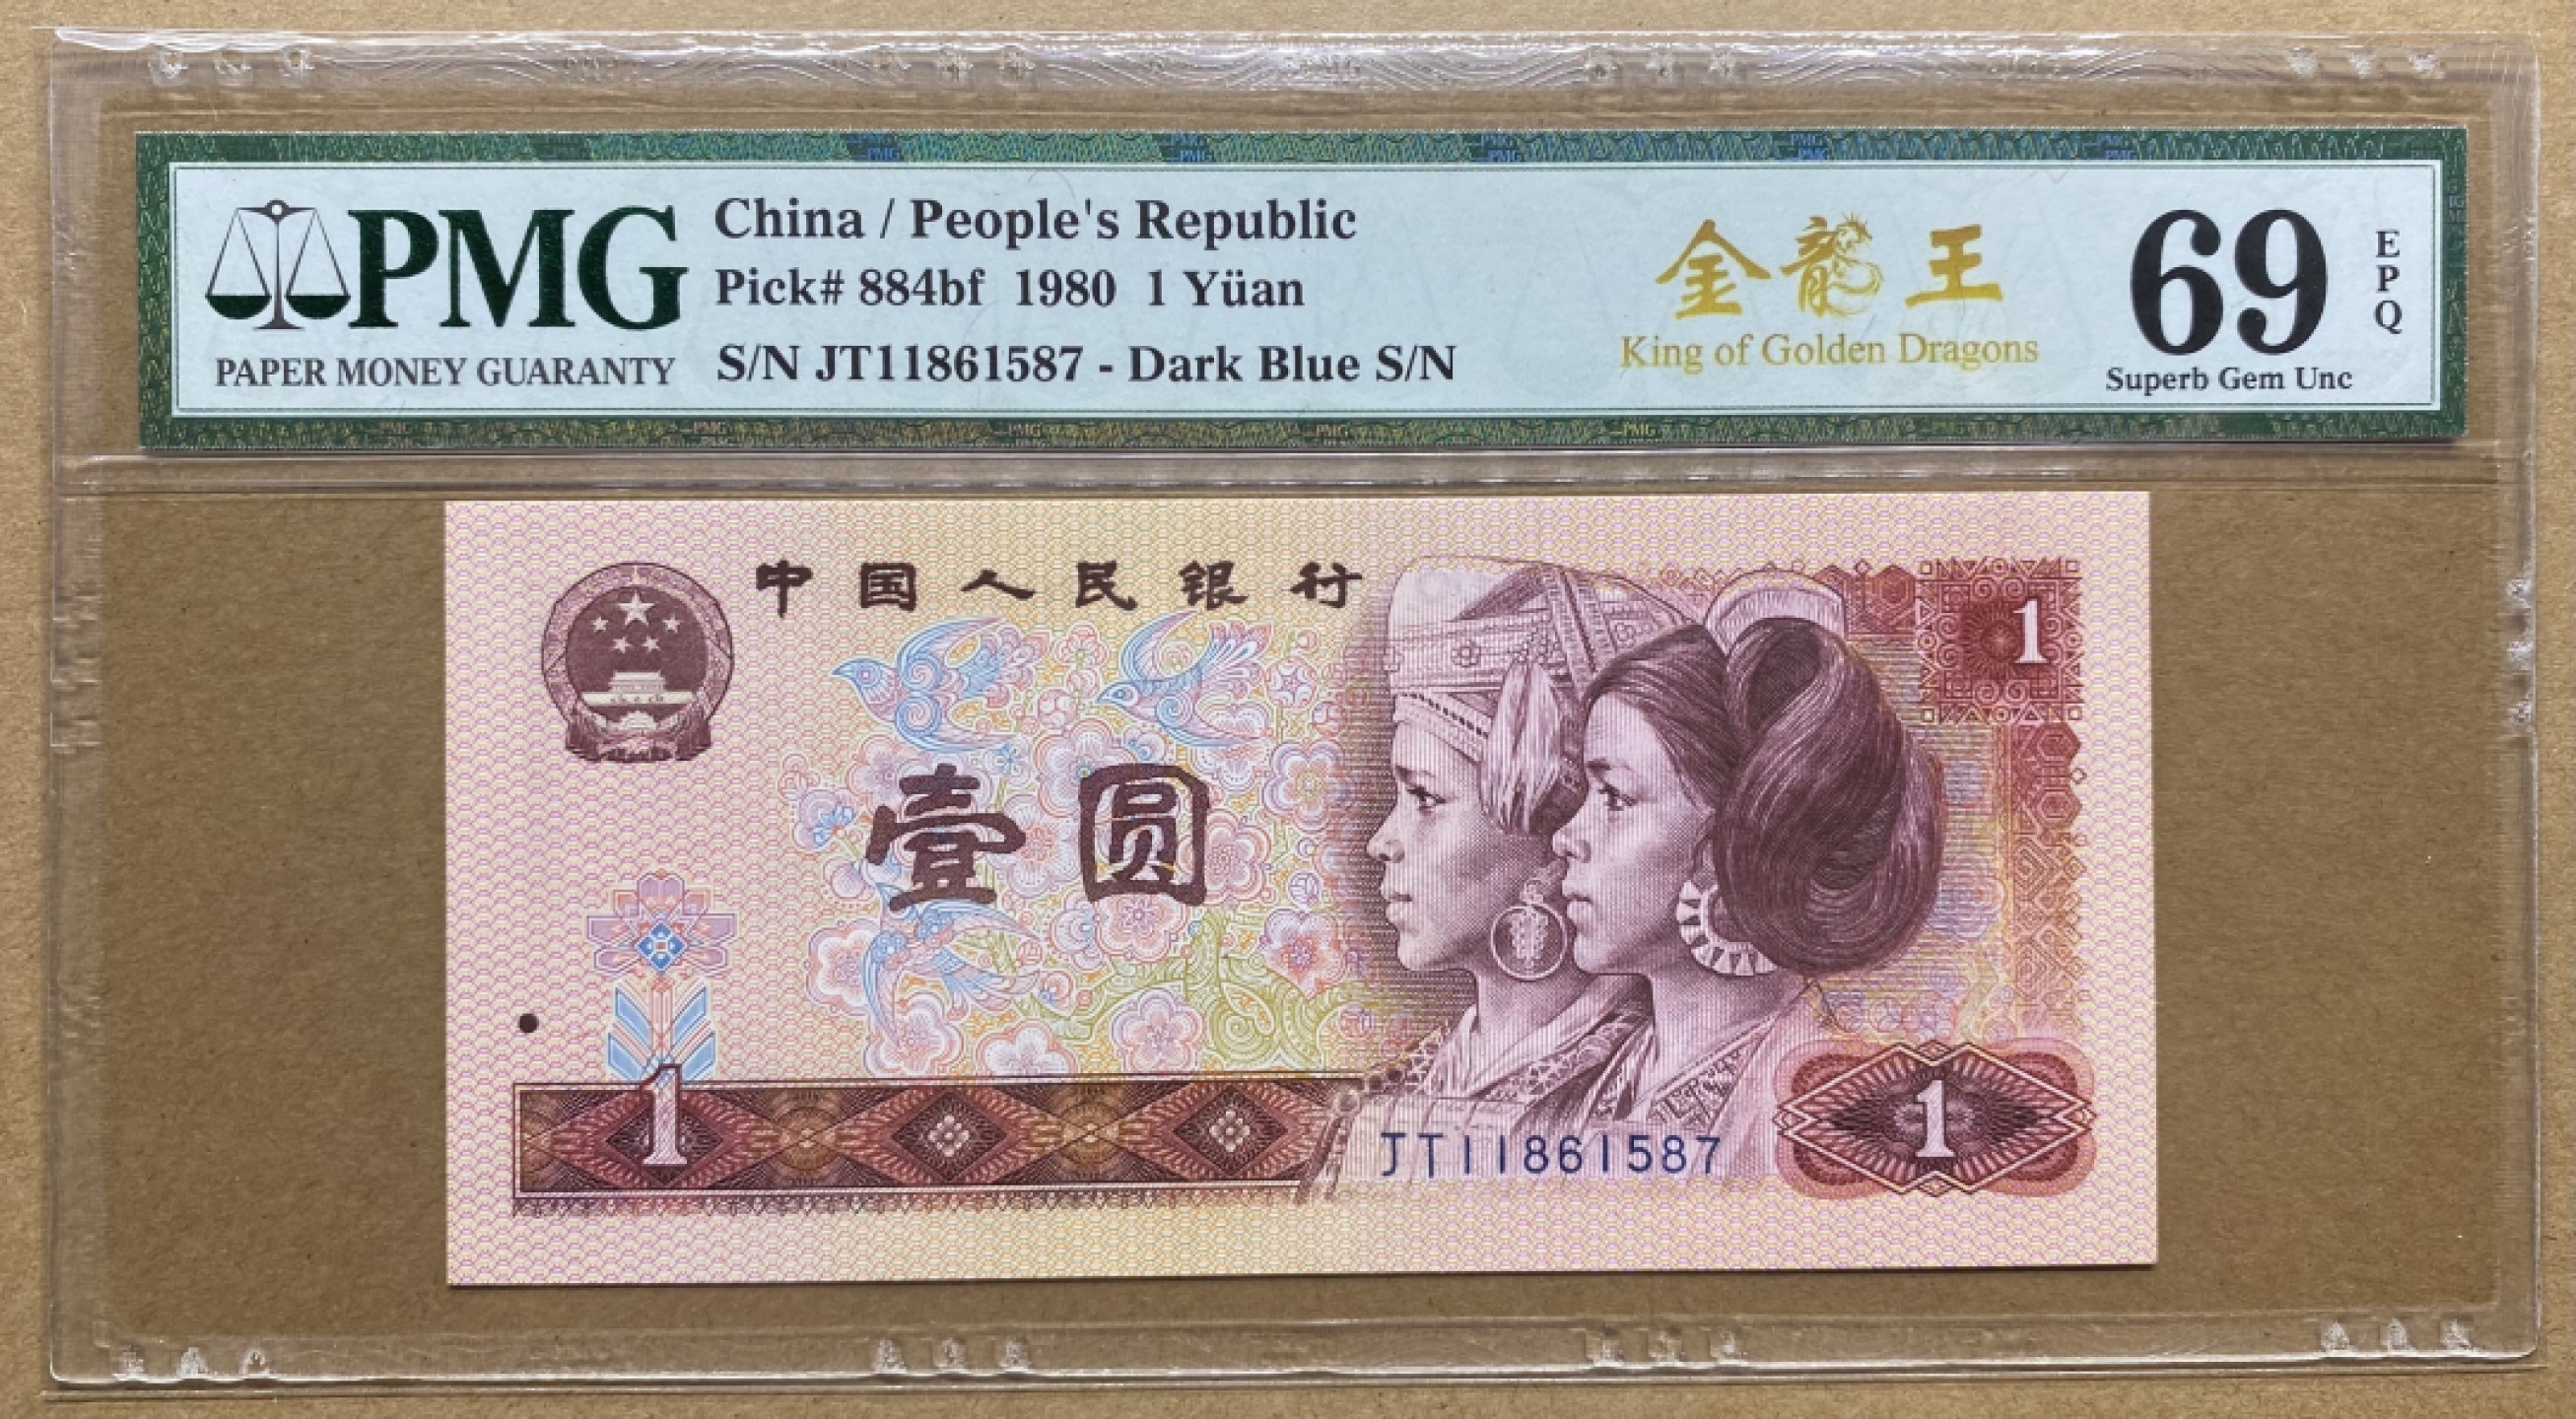 PMG
PAPER MONEY GUARANTY
China / People's Republic
Pick# 884bf 1980 1 Yüan
S/N JT11861587 - Dark Blue S/N
金龍王
King of Golden Dragons
69
EPQ
Superb Gem Unc
中国人民银行
1
壹圆
1
JT11861587
1